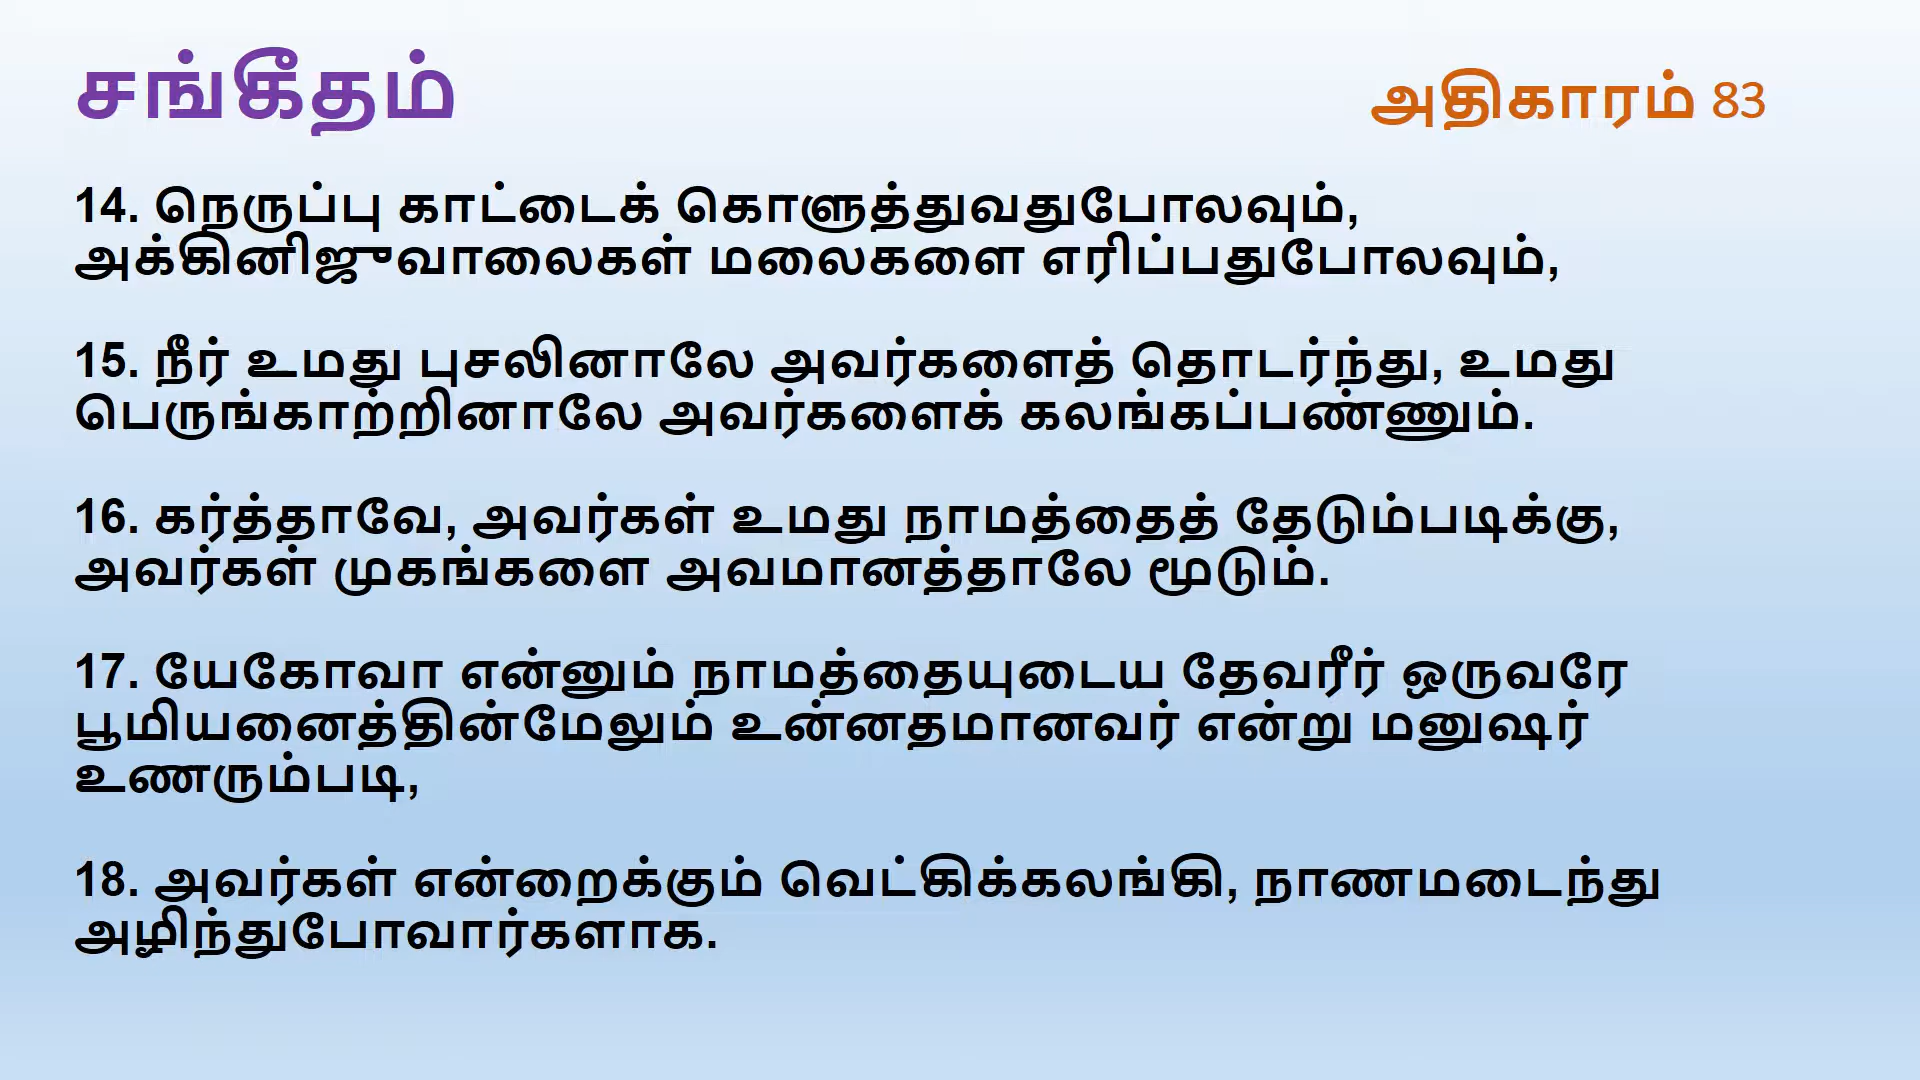 சங்கீதம்
அதிகாரம் 83
14. நெருப்பு காட்டைக் கொளுத்துவதுபோலவும்,
அக்கினிஜுவாலைகள் மலைகளை எரிப்பதுபோலவும்,
15. நீர் உமது புசலினாலே அவர்களைத் தொடர்ந்து, உமது
பெருங்காற்றினாலே அவர்களைக் கலங்கப்பண்ணும்.
16. கர்த்தாவே, அவர்கள் உமது நாமத்தைத் தேடும்படிக்கு,
அவர்கள் முகங்களை அவமானத்தாலே மூடும்.
17. யேகோவா என்னும் நாமத்தையுடைய தேவரீர் ஒருவரே
பூமியனைத்தின்மேலும் உன்னதமானவர் என்று மனுஷர்
உணரும்படி,
18. அவர்கள் என்றைக்கும் வெட்கிக்கலங்கி, நாணமடைந்து
அழிந்துபோவார்களாக.